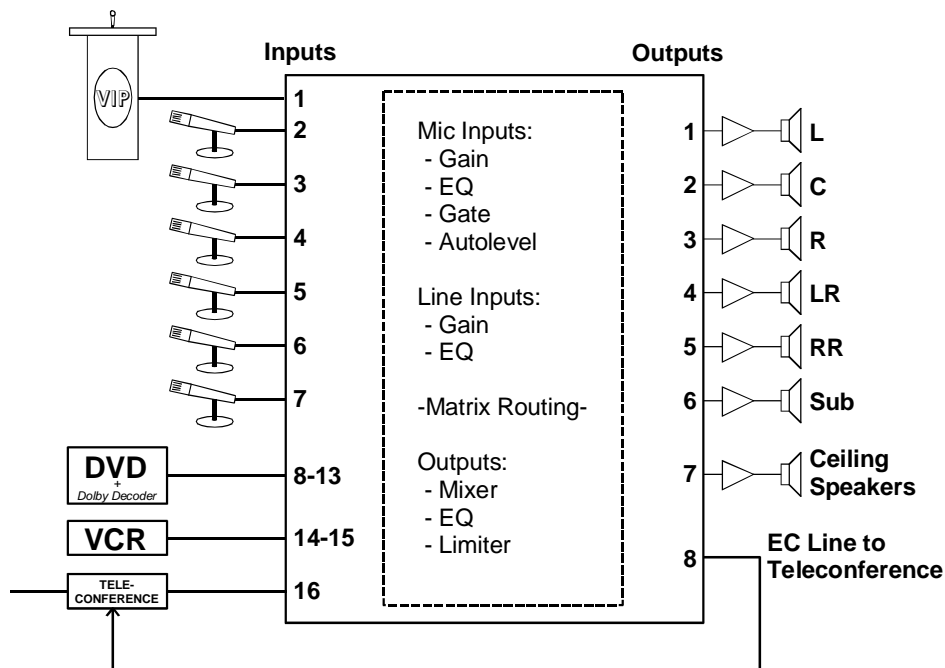 Inputs
Outputs
VIP
1
2
3
4
5
6
7
DVD
+
Dolby Decoder
8-13
VCR
14-15
TELE-
CONFERENCE
16
Mic Inputs:
- Gain
- EQ
- Gate
- Autolevel
Line Inputs:
- Gain
- EQ
-Matrix Routing-
Outputs:
- Mixer
- EQ
- Limiter
1 L
2 C
3 R
4 LR
5 RR
6 Sub
7 Ceiling
Speakers
8 EC Line to
Teleconference